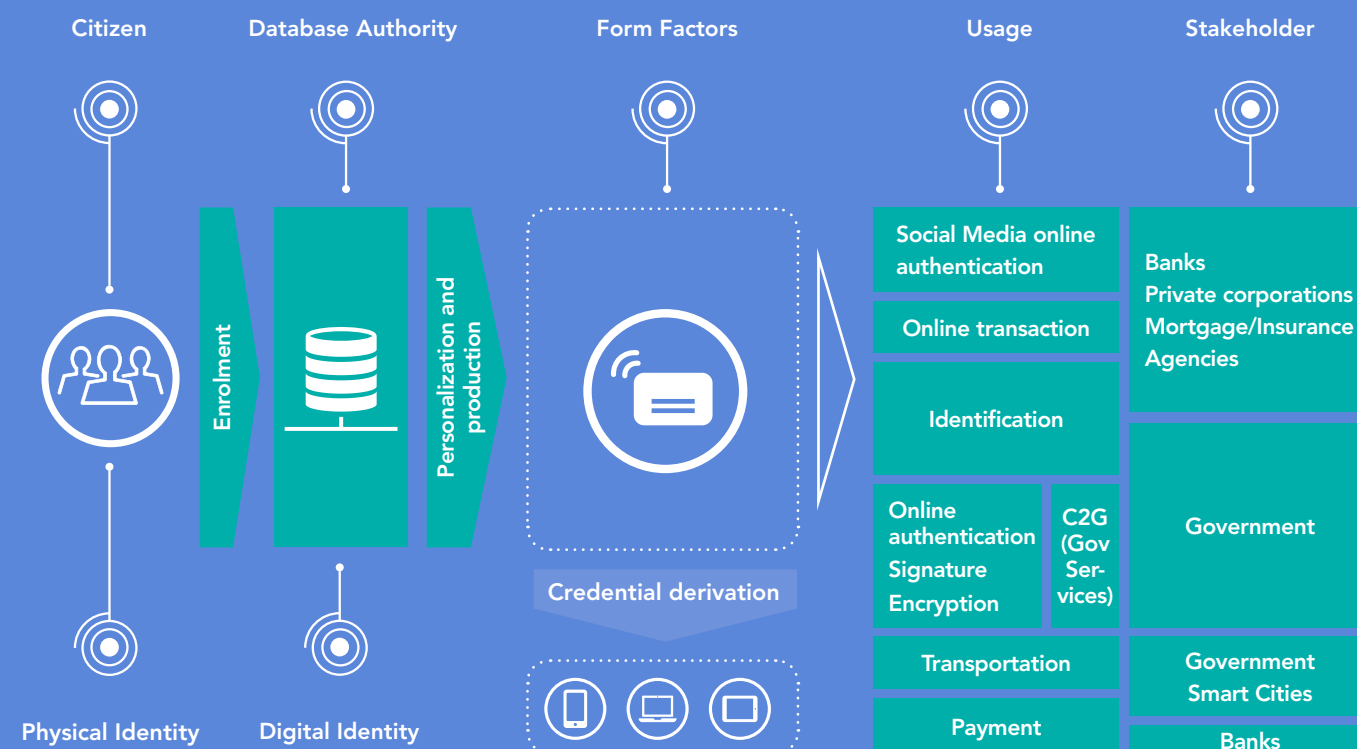 Citizen
Database Authority
Form Factors
Usage
Stakeholder
Enrolment
Personalization and
production
Social Media online
authentication
Online transaction
Identification
Online
authentication
Signature
Encryption
C2G
(Gov
Ser-
vices)
Transportation
Payment
Banks
Private corporations
Mortgage/Insurance
Agencies
Government
Government
Smart Cities
Banks
Credential derivation
Physical Identity
Digital Identity